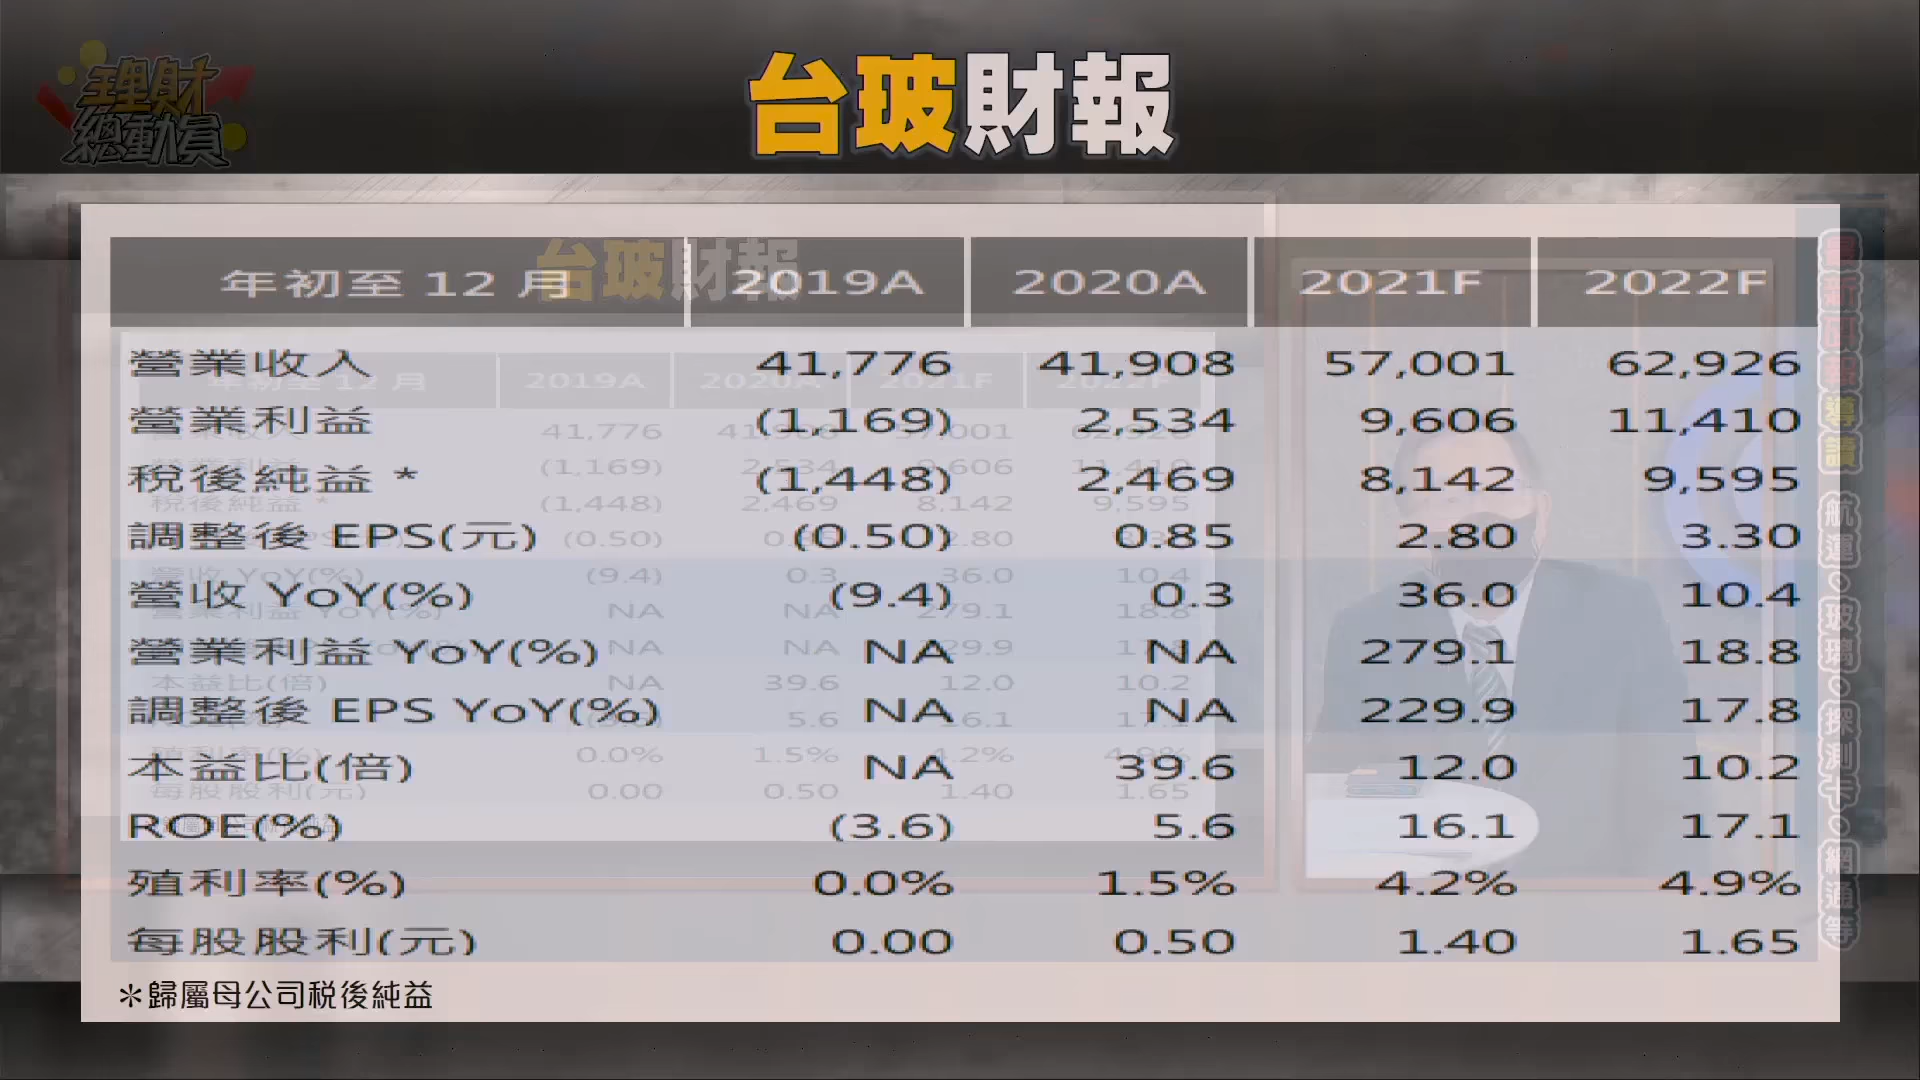 理財
總動員
台玻財報
年初至 12 月 2019A 2020A 2021F 2022F
營業收入 41,776 41,908 57,001 62,926
營業利益 (1,169) 2,534 9,606 11,410
稅後純益 * (1,448) 2,469 8,142 9,595
調整後 EPS(元) (0.50) 0.85 2.80 3.30
營收 YoY(%) (9.4) 0.3 36.0 10.4
營業利益 YoY(%) NA NA 279.1 18.8
調整後 EPS YoY(%) NA NA 229.9 17.8
本益比(倍) NA 39.6 12.0 10.2
ROE(%) (3.6) 5.6 16.1 17.1
殖利率(%) 0.0% 1.5% 4.2% 4.9%
每股股利(元) 0.00 0.50 1.40 1.65
*歸屬母公司稅後純益
航運。玻璃。探測卡。網通等